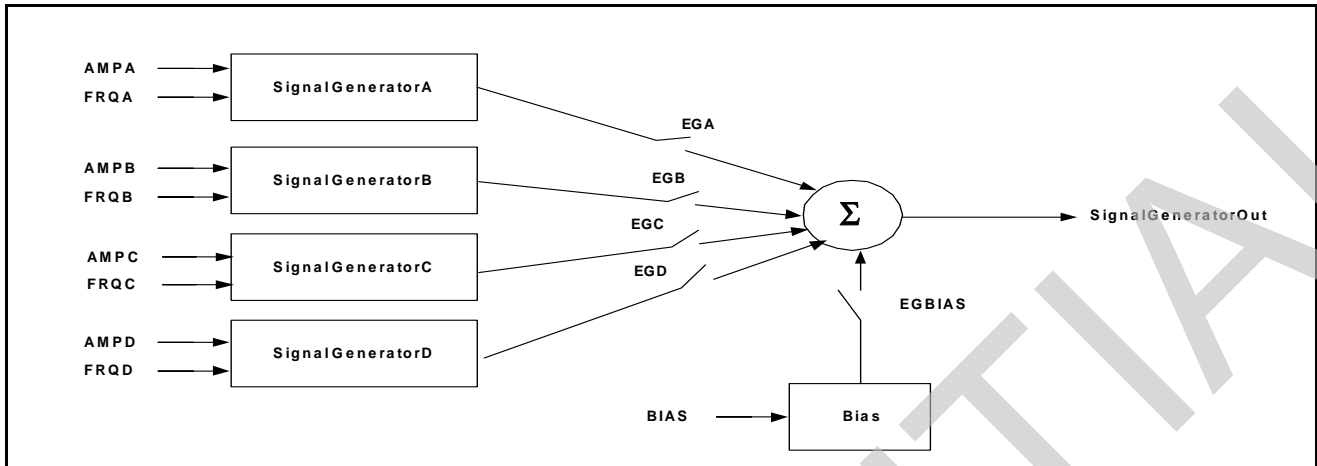 AMPA
FRQA
SignalGeneratorA
EGA
AMPB
FRQB
SignalGeneratorB
EGB
Σ
SignalGeneratorOut
EGC
AMPC
FRQC
SignalGeneratorC
EGD
EGBIAS
AMPD
FRQD
SignalGeneratorD
BIAS
Bias
TIAL